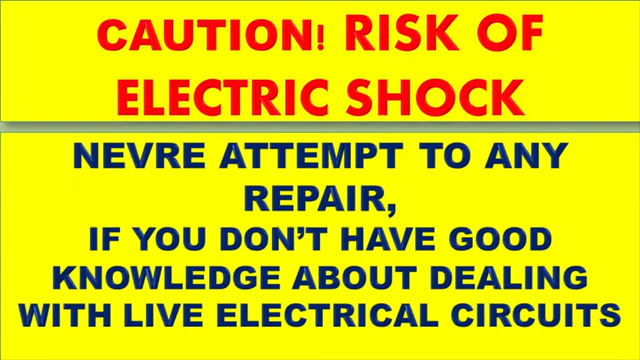 CAUTION! RISK OF
ELECTRIC SHOCK
NEVRE ATTEMPT TO ANY
REPAIR,
IF YOU DON’T HAVE GOOD
KNOWLEDGE ABOUT DEALING
WITH LIVE ELECTRICAL CIRCUITS